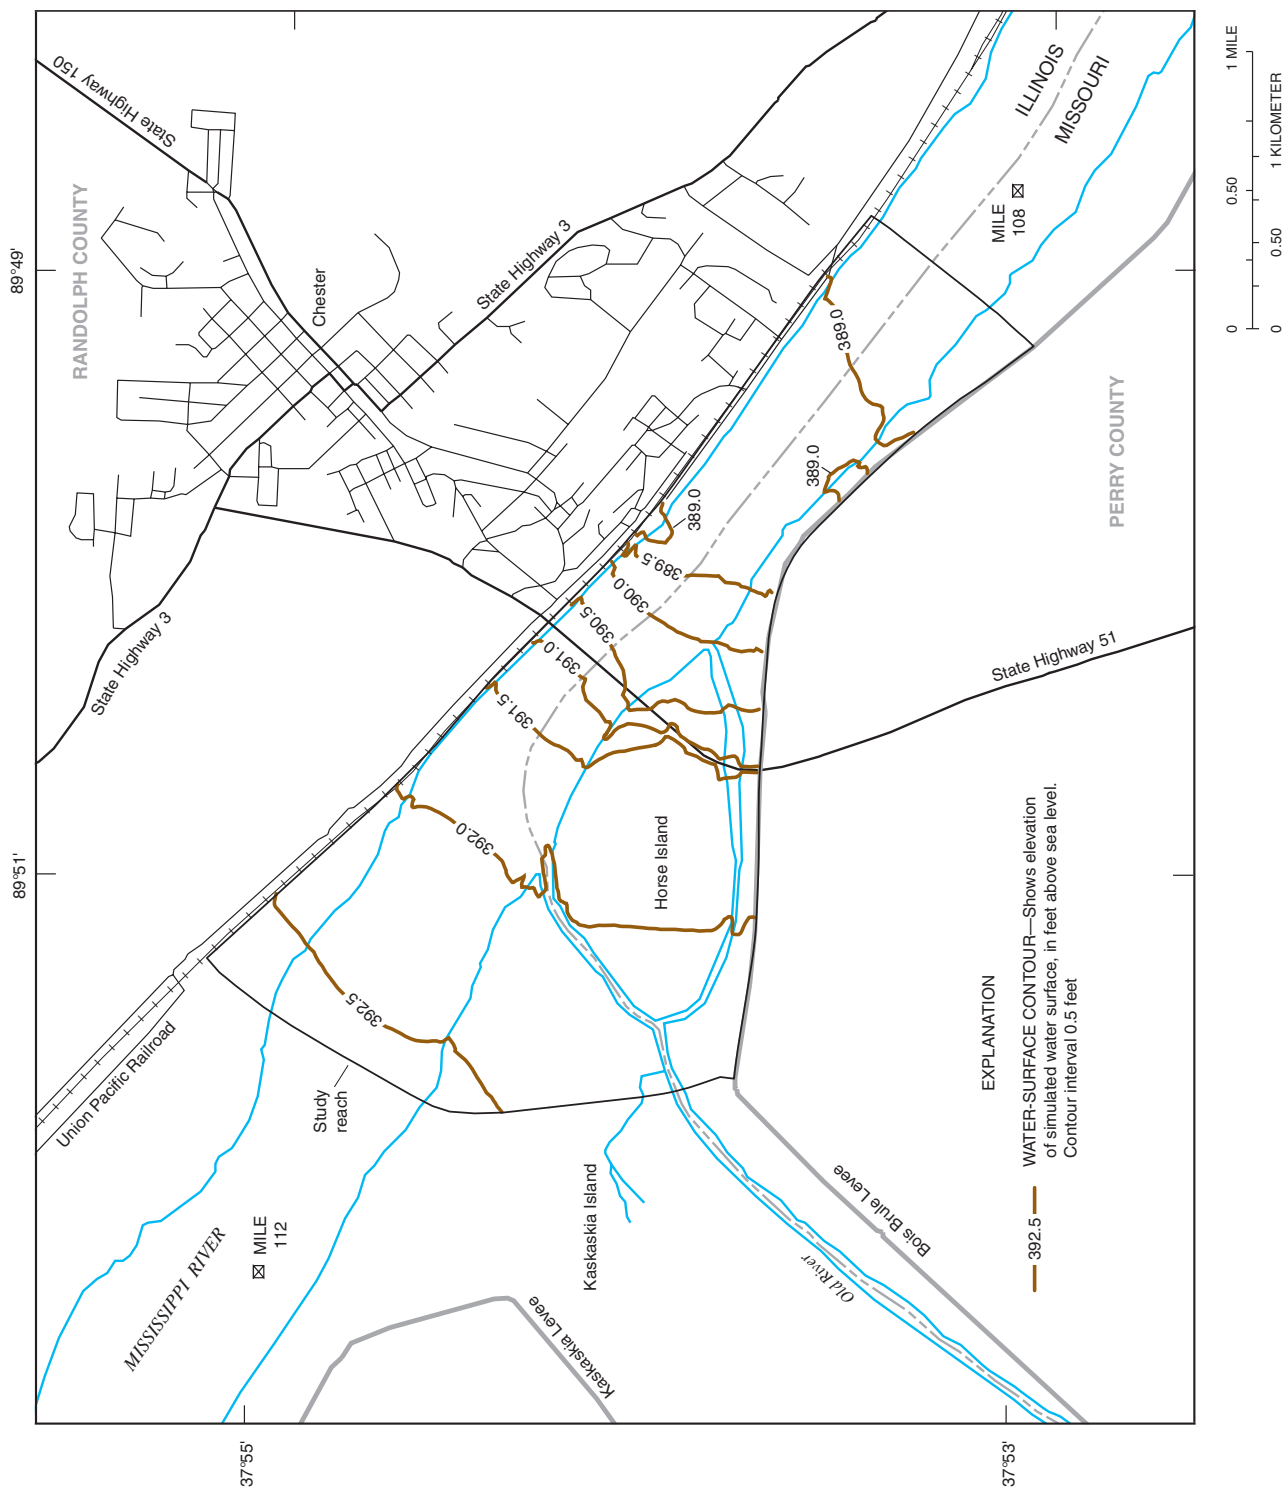 89°51'
89°49'
37°55'
37°53'
State Highway 150
RANDOLPH COUNTY
Chester
State Highway 3
State Highway 3
Union Pacific Railroad
MISSISSIPPI RIVER
MILE
112
Study
reach
392.5
392.0
391.5
391.0
390.5
390.0
389.5
389.0
389.0
389.0
ILLINOIS
MISSOURI
MILE
108
Horse Island
Kaskaskia Island
Kaskaskia Levee
Old River
Bois Brule Levee
State Highway 51
PERRY COUNTY
EXPLANATION
392.5
WATER-SURFACE CONTOUR—Shows elevation
of simulated water surface, in feet above sea level.
Contour interval 0.5 feet
0 0.50 1 MILE
0 0.50 1 KILOMETER